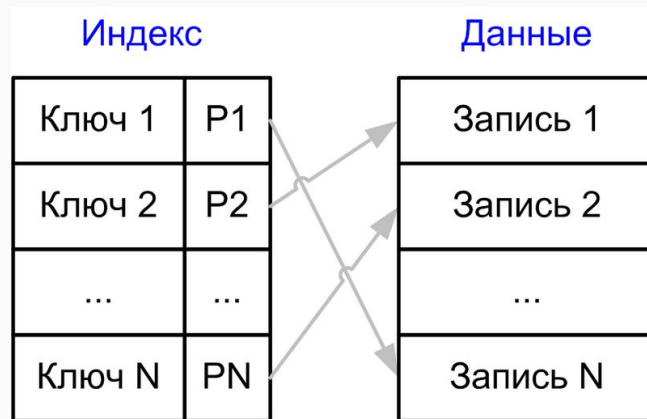 Индекс Данные
Ключ 1 P1 Запись 1
Ключ 2 P2 Запись 2
... ... ...
Ключ N PN Запись N